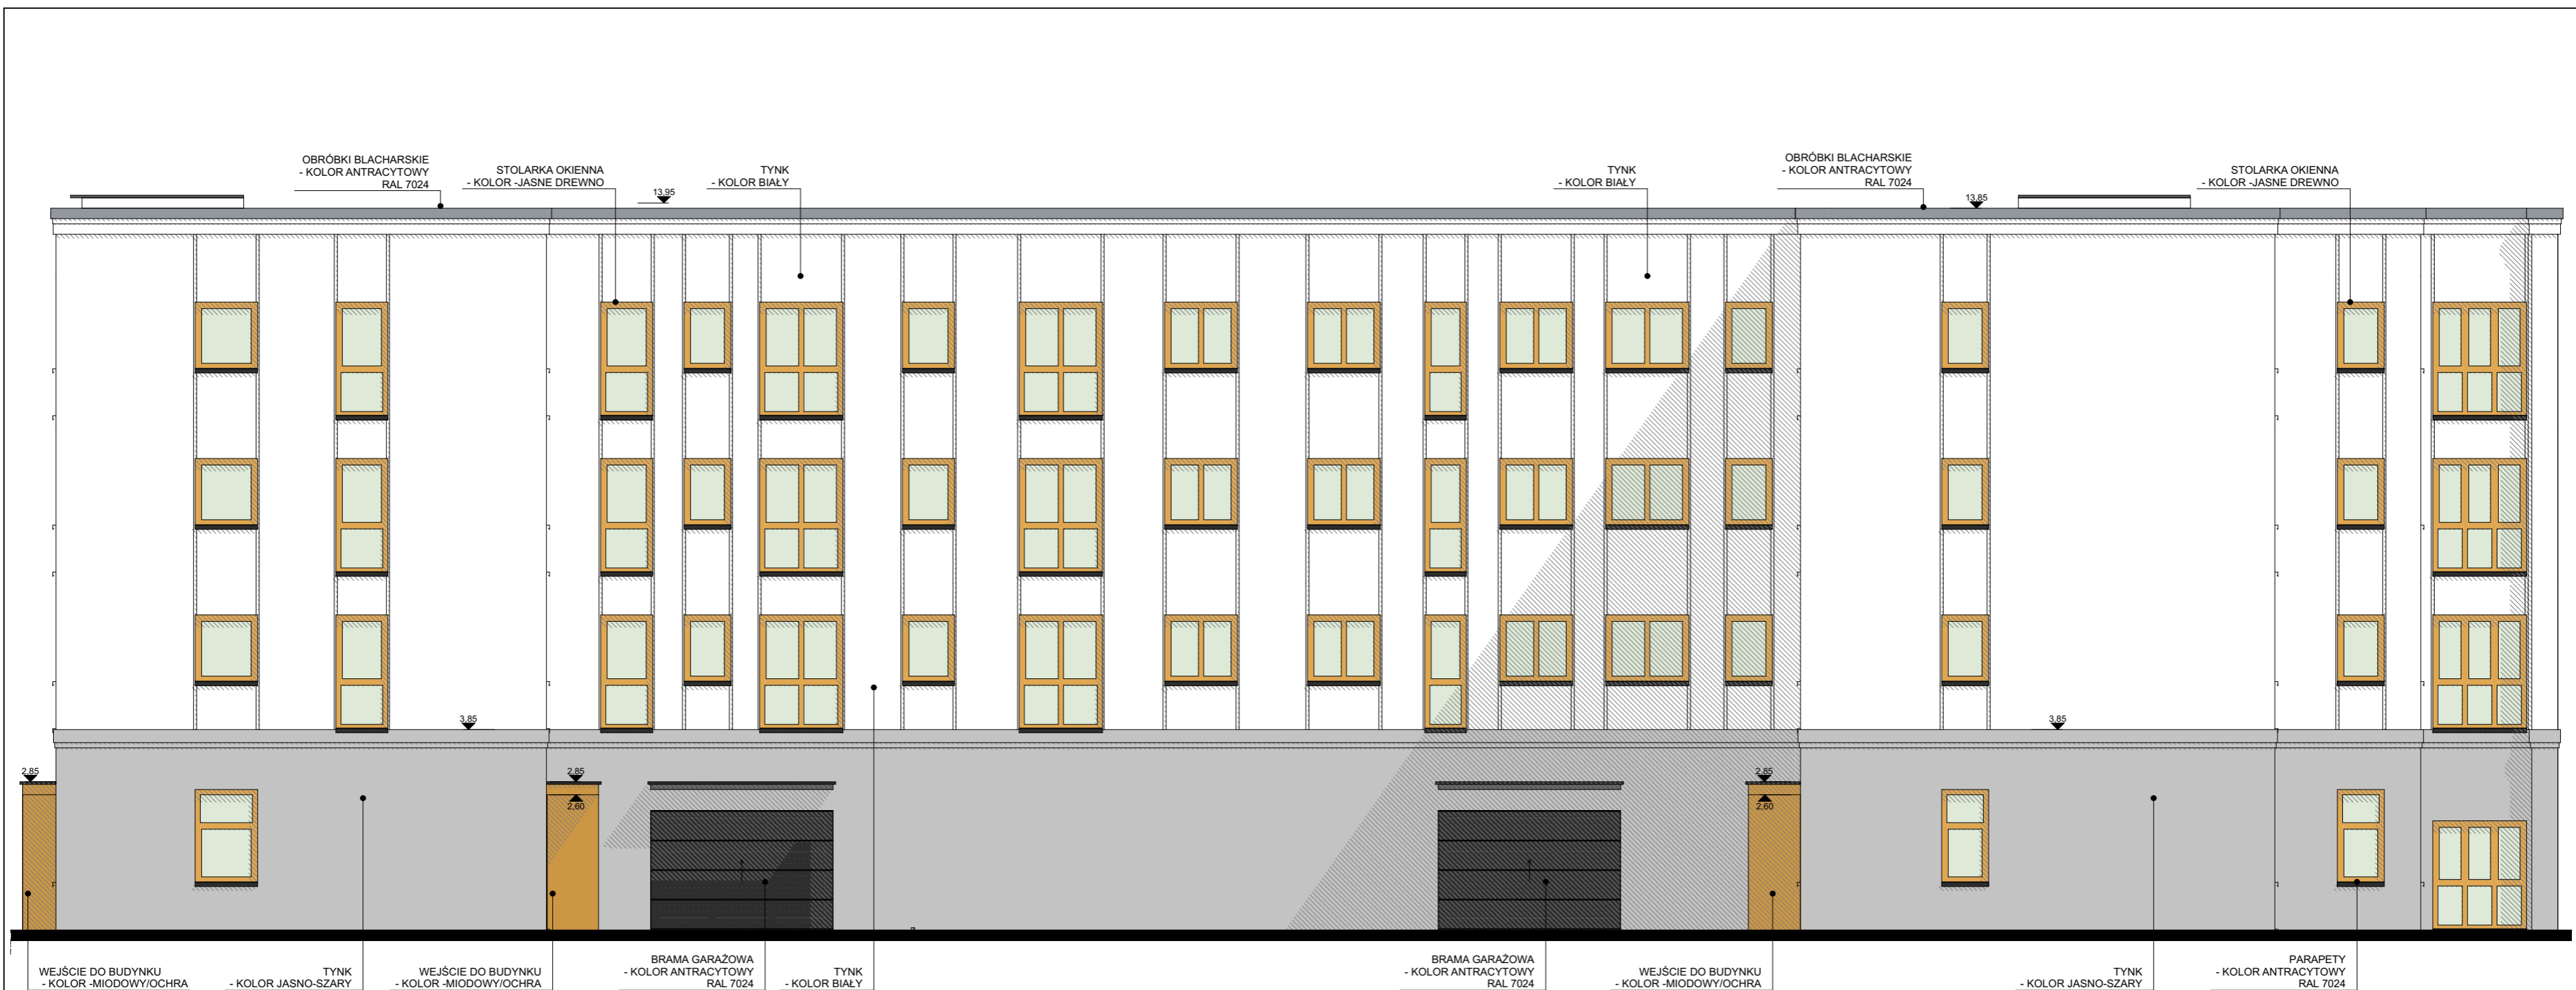 OBRÓBKI BLACHARSKIE
- KOLOR ANTRACYTOWY
RAL 7024
STOLARKA OKIENNA
- KOLOR -JASNE DREWNO
13,95
TYNK
- KOLOR BIAŁY
TYNK
- KOLOR BIAŁY
OBRÓBKI BLACHARSKIE
- KOLOR ANTRACYTOWY
RAL 7024
13,85
STOLARKA OKIENNA
- KOLOR -JASNE DREWNO
3,85
3,85
2,85
2,85
2,60
2,85
2,60
WEJŚCIE DO BUDYNKU
- KOLOR -MIODOWY/OCHRA
TYNK
- KOLOR JASNO-SZARY
WEJŚCIE DO BUDYNKU
- KOLOR -MIODOWY/OCHRA
BRAMA GARAŻOWA
- KOLOR ANTRACYTOWY
RAL 7024
TYNK
- KOLOR BIAŁY
BRAMA GARAŻOWA
- KOLOR ANTRACYTOWY
RAL 7024
WEJŚCIE DO BUDYNKU
- KOLOR -MIODOWY/OCHRA
TYNK
- KOLOR JASNO-SZARY
PARAPETY
- KOLOR ANTRACYTOWY
RAL 7024